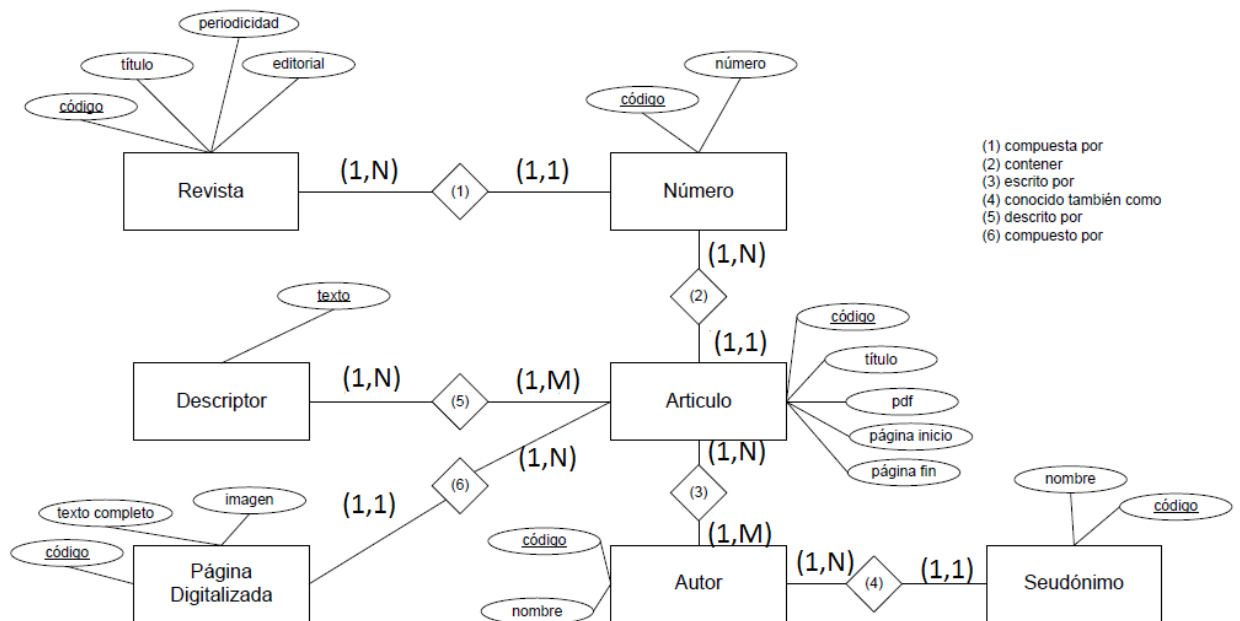 periodicidad
título
editorial
código
número
código
Revista
(1,N)
(1)
(1,1)
Número
(1) compuesta por
(2) contener
(3) escrito por
(4) conocido también como
(5) descrito por
(6) compuesto por
(1,N)
(2)
(1,1)
texto
código
título
pdf
página inicio
página fin
Descriptor
(1,N)
(5)
(1,M)
Articulo
(1,N)
(6)
(1,1)
(1,N)
(3)
(1,M)
imagen
texto completo
código
Página
Digitalizada
código
nombre
Autor
(1,N)
(4)
(1,1)
nombre
código
Seudónimo